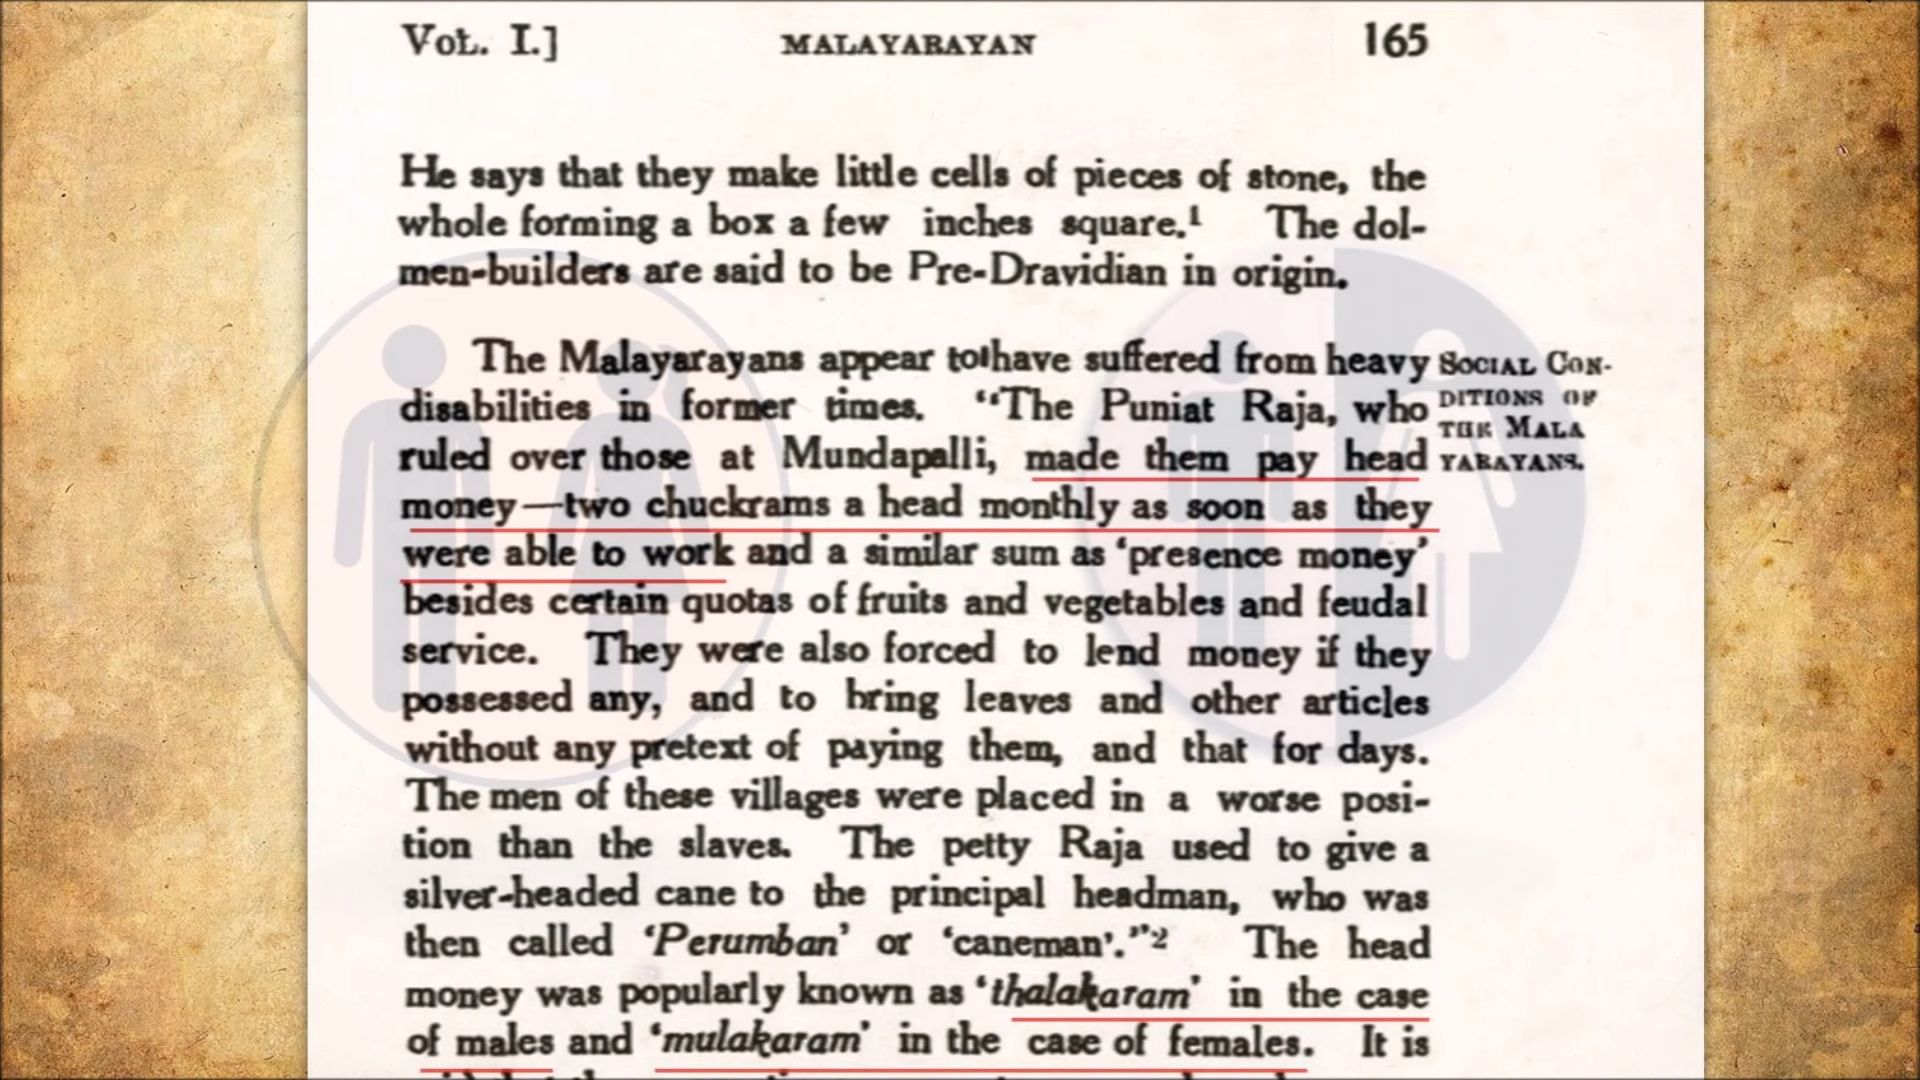 Vol. I.] MALAYARAYAN 165
He says that they make little cells of pieces of stone, the
whole forming a box a few inches square.¹ The dol-
men-builders are said to be Pre-Dravidian in origin.
The Malayarayans appear to have suffered from heavy
disabilities in former times. “The Puniat Raja, who
ruled over those at Mundapalli, made them pay head
money—two chuckrams a head monthly as soon as they
were able to work and a similar sum as ‘presence money’
besides certain quotas of fruits and vegetables and feudal
service. They were also forced to lend money if they
possessed any, and to bring leaves and other articles
without any pretext of paying them, and that for days.
The men of these villages were placed in a worse posi-
tion than the slaves. The petty Raja used to give a
silver-headed cane to the principal headman, who was
then called ‘Perumban’ or ‘caneman’.”²  The head
money was popularly known as ‘thalakaram’ in the case
of males and ‘mulakaram’ in the case of females. It is
SOCIAL CON-
DITIONS OF
THE MALA
YARAYANS.